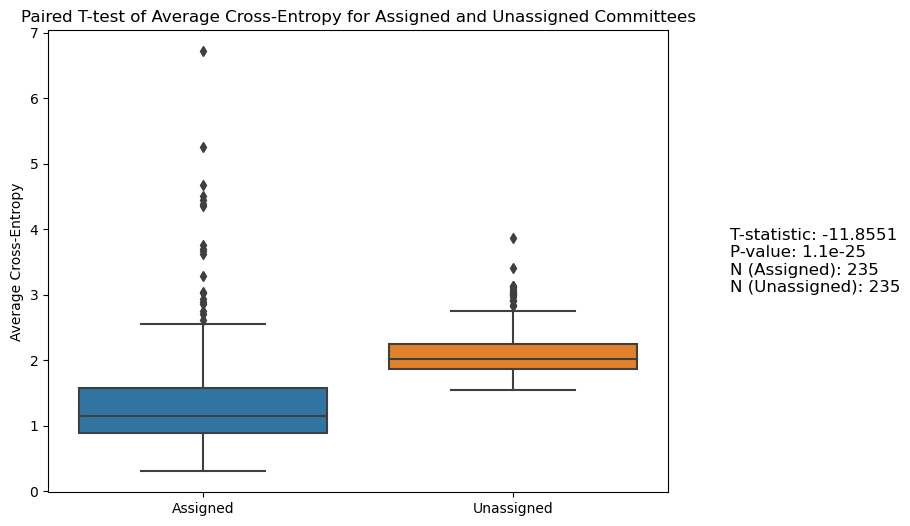 Paired T-test of Average Cross-Entropy for Assigned and Unassigned Committees
7
6
5
4
3
2
1
0
Average Cross-Entropy
Assigned
Unassigned
T-statistic: -11.8551
P-value: 1.1e-25
N (Assigned): 235
N (Unassigned): 235